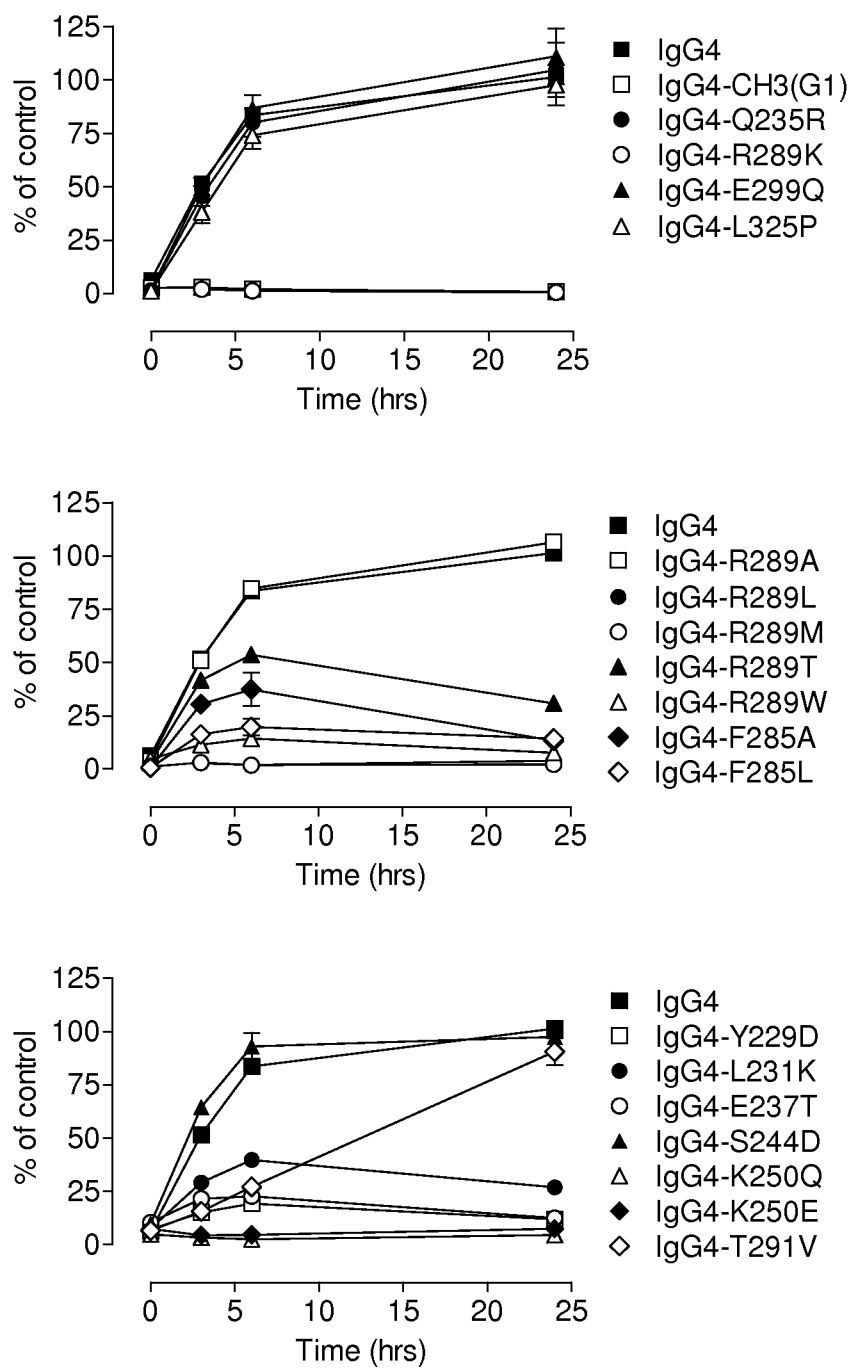 125
100
75
50
25
0
% of control
0 5 10 15 20 25
Time (hrs)
IgG4
IgG4-CH3(G1)
IgG4-Q235R
IgG4-R289K
IgG4-E299Q
IgG4-L325P
125
100
75
50
25
0
% of control
0 5 10 15 20 25
Time (hrs)
IgG4
IgG4-R289A
IgG4-R289L
IgG4-R289M
IgG4-R289T
IgG4-R289W
IgG4-F285A
IgG4-F285L
125
100
75
50
25
0
% of control
0 5 10 15 20 25
Time (hrs)
IgG4
IgG4-Y229D
IgG4-L231K
IgG4-E237T
IgG4-S244D
IgG4-K250Q
IgG4-K250E
IgG4-T291V